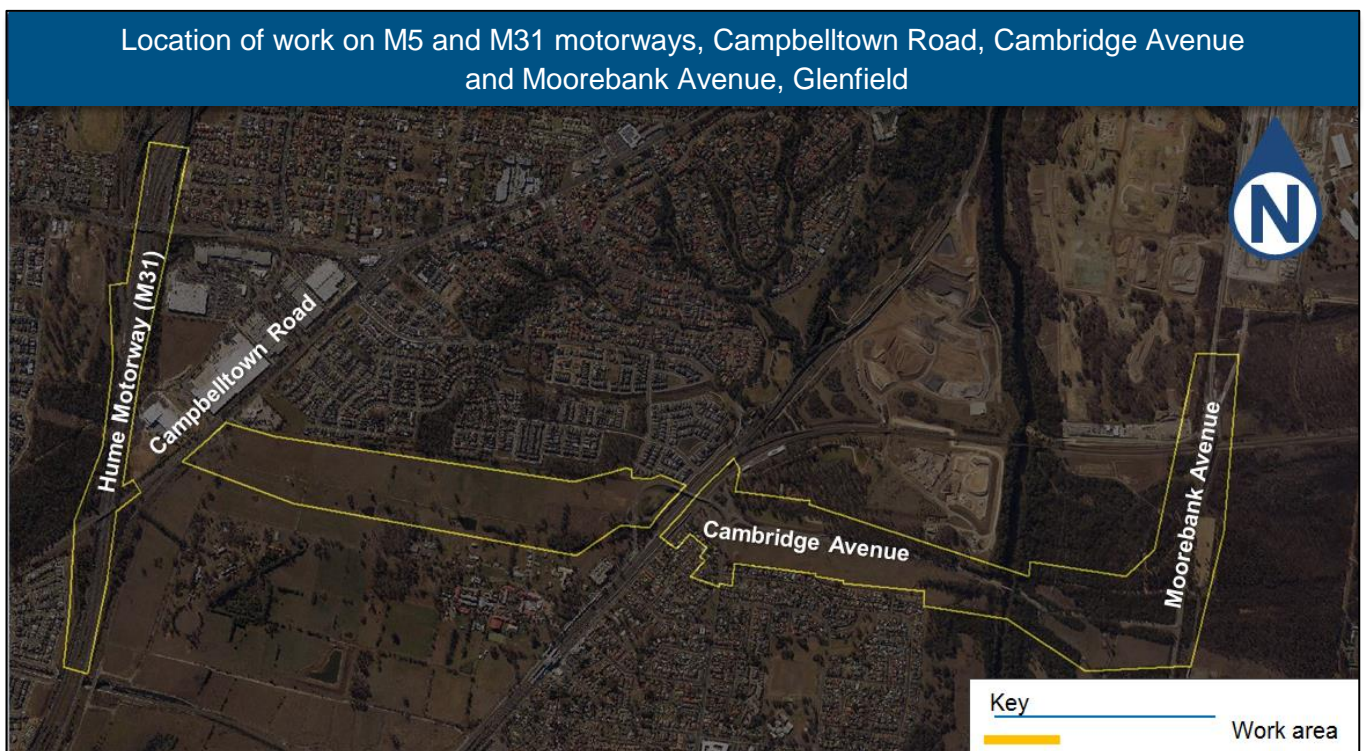 Location of work on M5 and M31 motorways, Campbelltown Road, Cambridge Avenue
and Moorebank Avenue, Glenfield
N
Hume Motorway (M31)
Campbelltown Road
Cambridge Avenue
Moorebank Avenue
Key
Work area